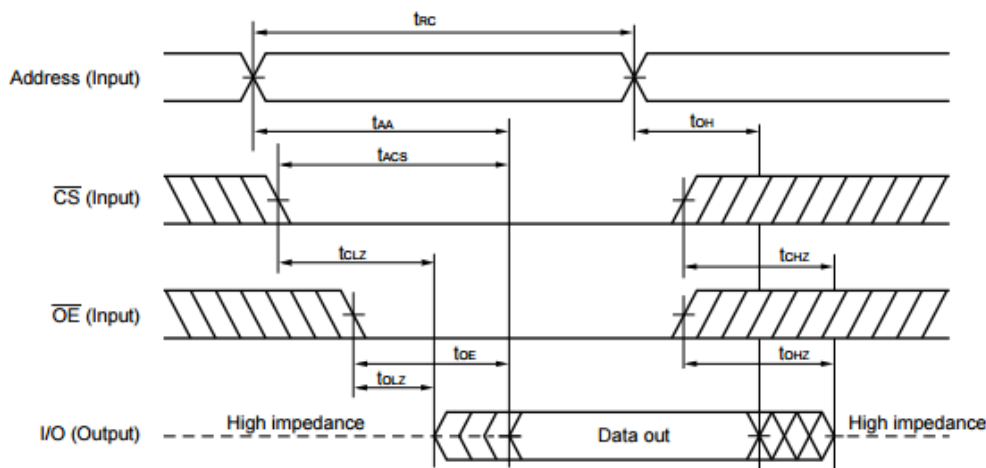 tRC
Address (Input)
tAA
tOH
tACS
CS (Input)
tCLZ
tCHZ
OE (Input)
tOE
tOHZ
tOLZ
I/O (Output)
High impedance
Data out
High impedance